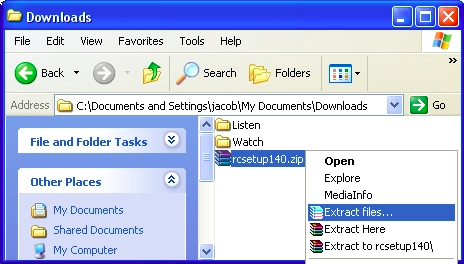 Downloads
File Edit View Favorites Tools Help
Back Search Folders
Address C:\Documents and Settings\jacob\My Documents\Downloads Go
File and Folder Tasks
Other Places
My Documents
Shared Documents
My Computer
Listen
Watch
rcsetup140.zip
Open
Explore
MediaInfo
Extract files...
Extract Here
Extract to rcsetup140\